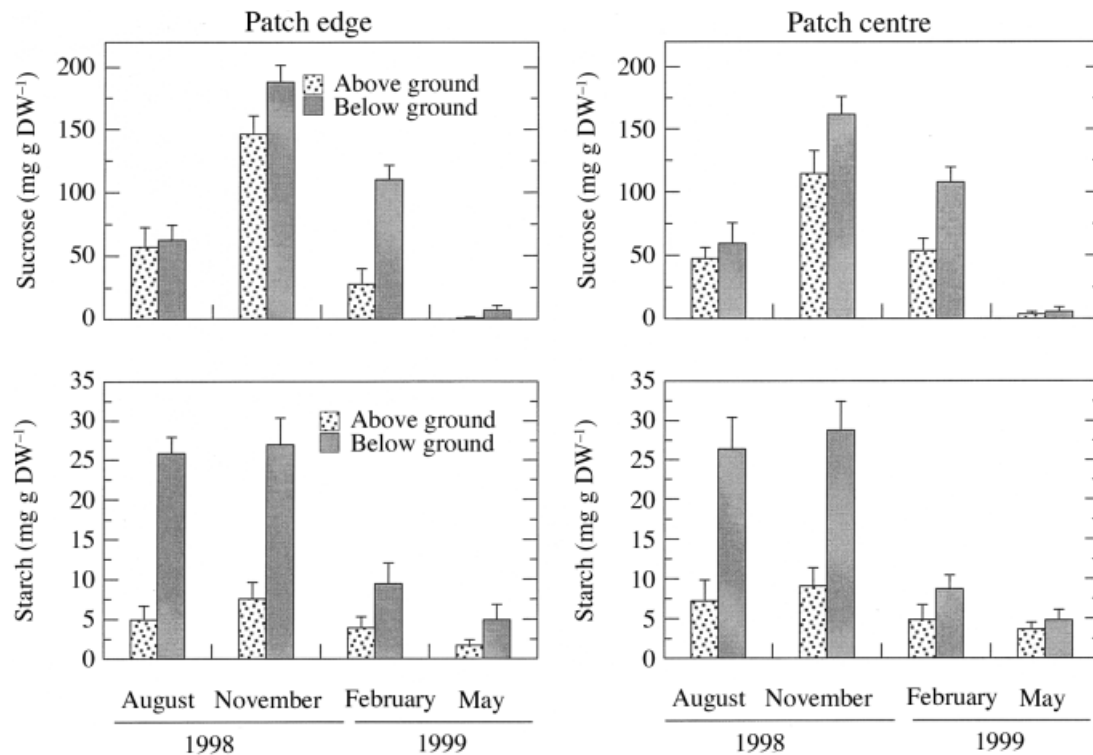 Patch edge
Patch centre
Sucrose (mg g DW⁻¹)
200
150
100
50
0
Above ground
Below ground
Sucrose (mg g DW⁻¹)
200
150
100
50
0
Starch (mg g DW⁻¹)
35
30
25
20
15
10
5
0
Above ground
Below ground
Starch (mg g DW⁻¹)
35
30
25
20
15
10
5
0
August November February May
1998 1999
August November February May
1998 1999